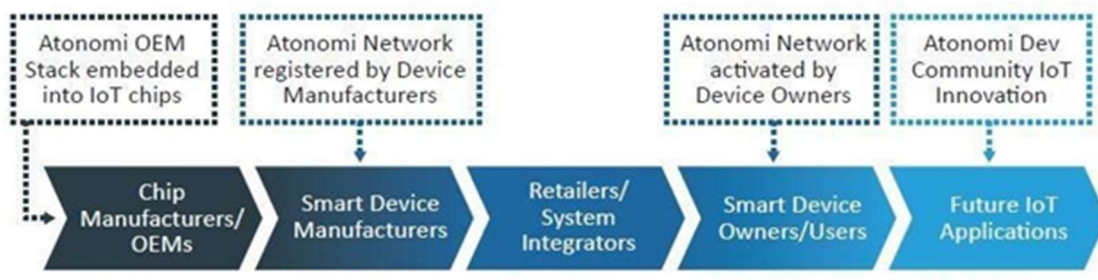 Atonomi OEM
Stack embedded
into IoT chips
Atonomi Network
registered by Device
Manufacturers
Atonomi Network
activated by
Device Owners
Atonomi Dev
Community IoT
Innovation
Chip
Manufacturers/
OEMs
Smart Device
Manufacturers
Retailers/
System
Integrators
Smart Device
Owners/Users
Future IoT
Applications